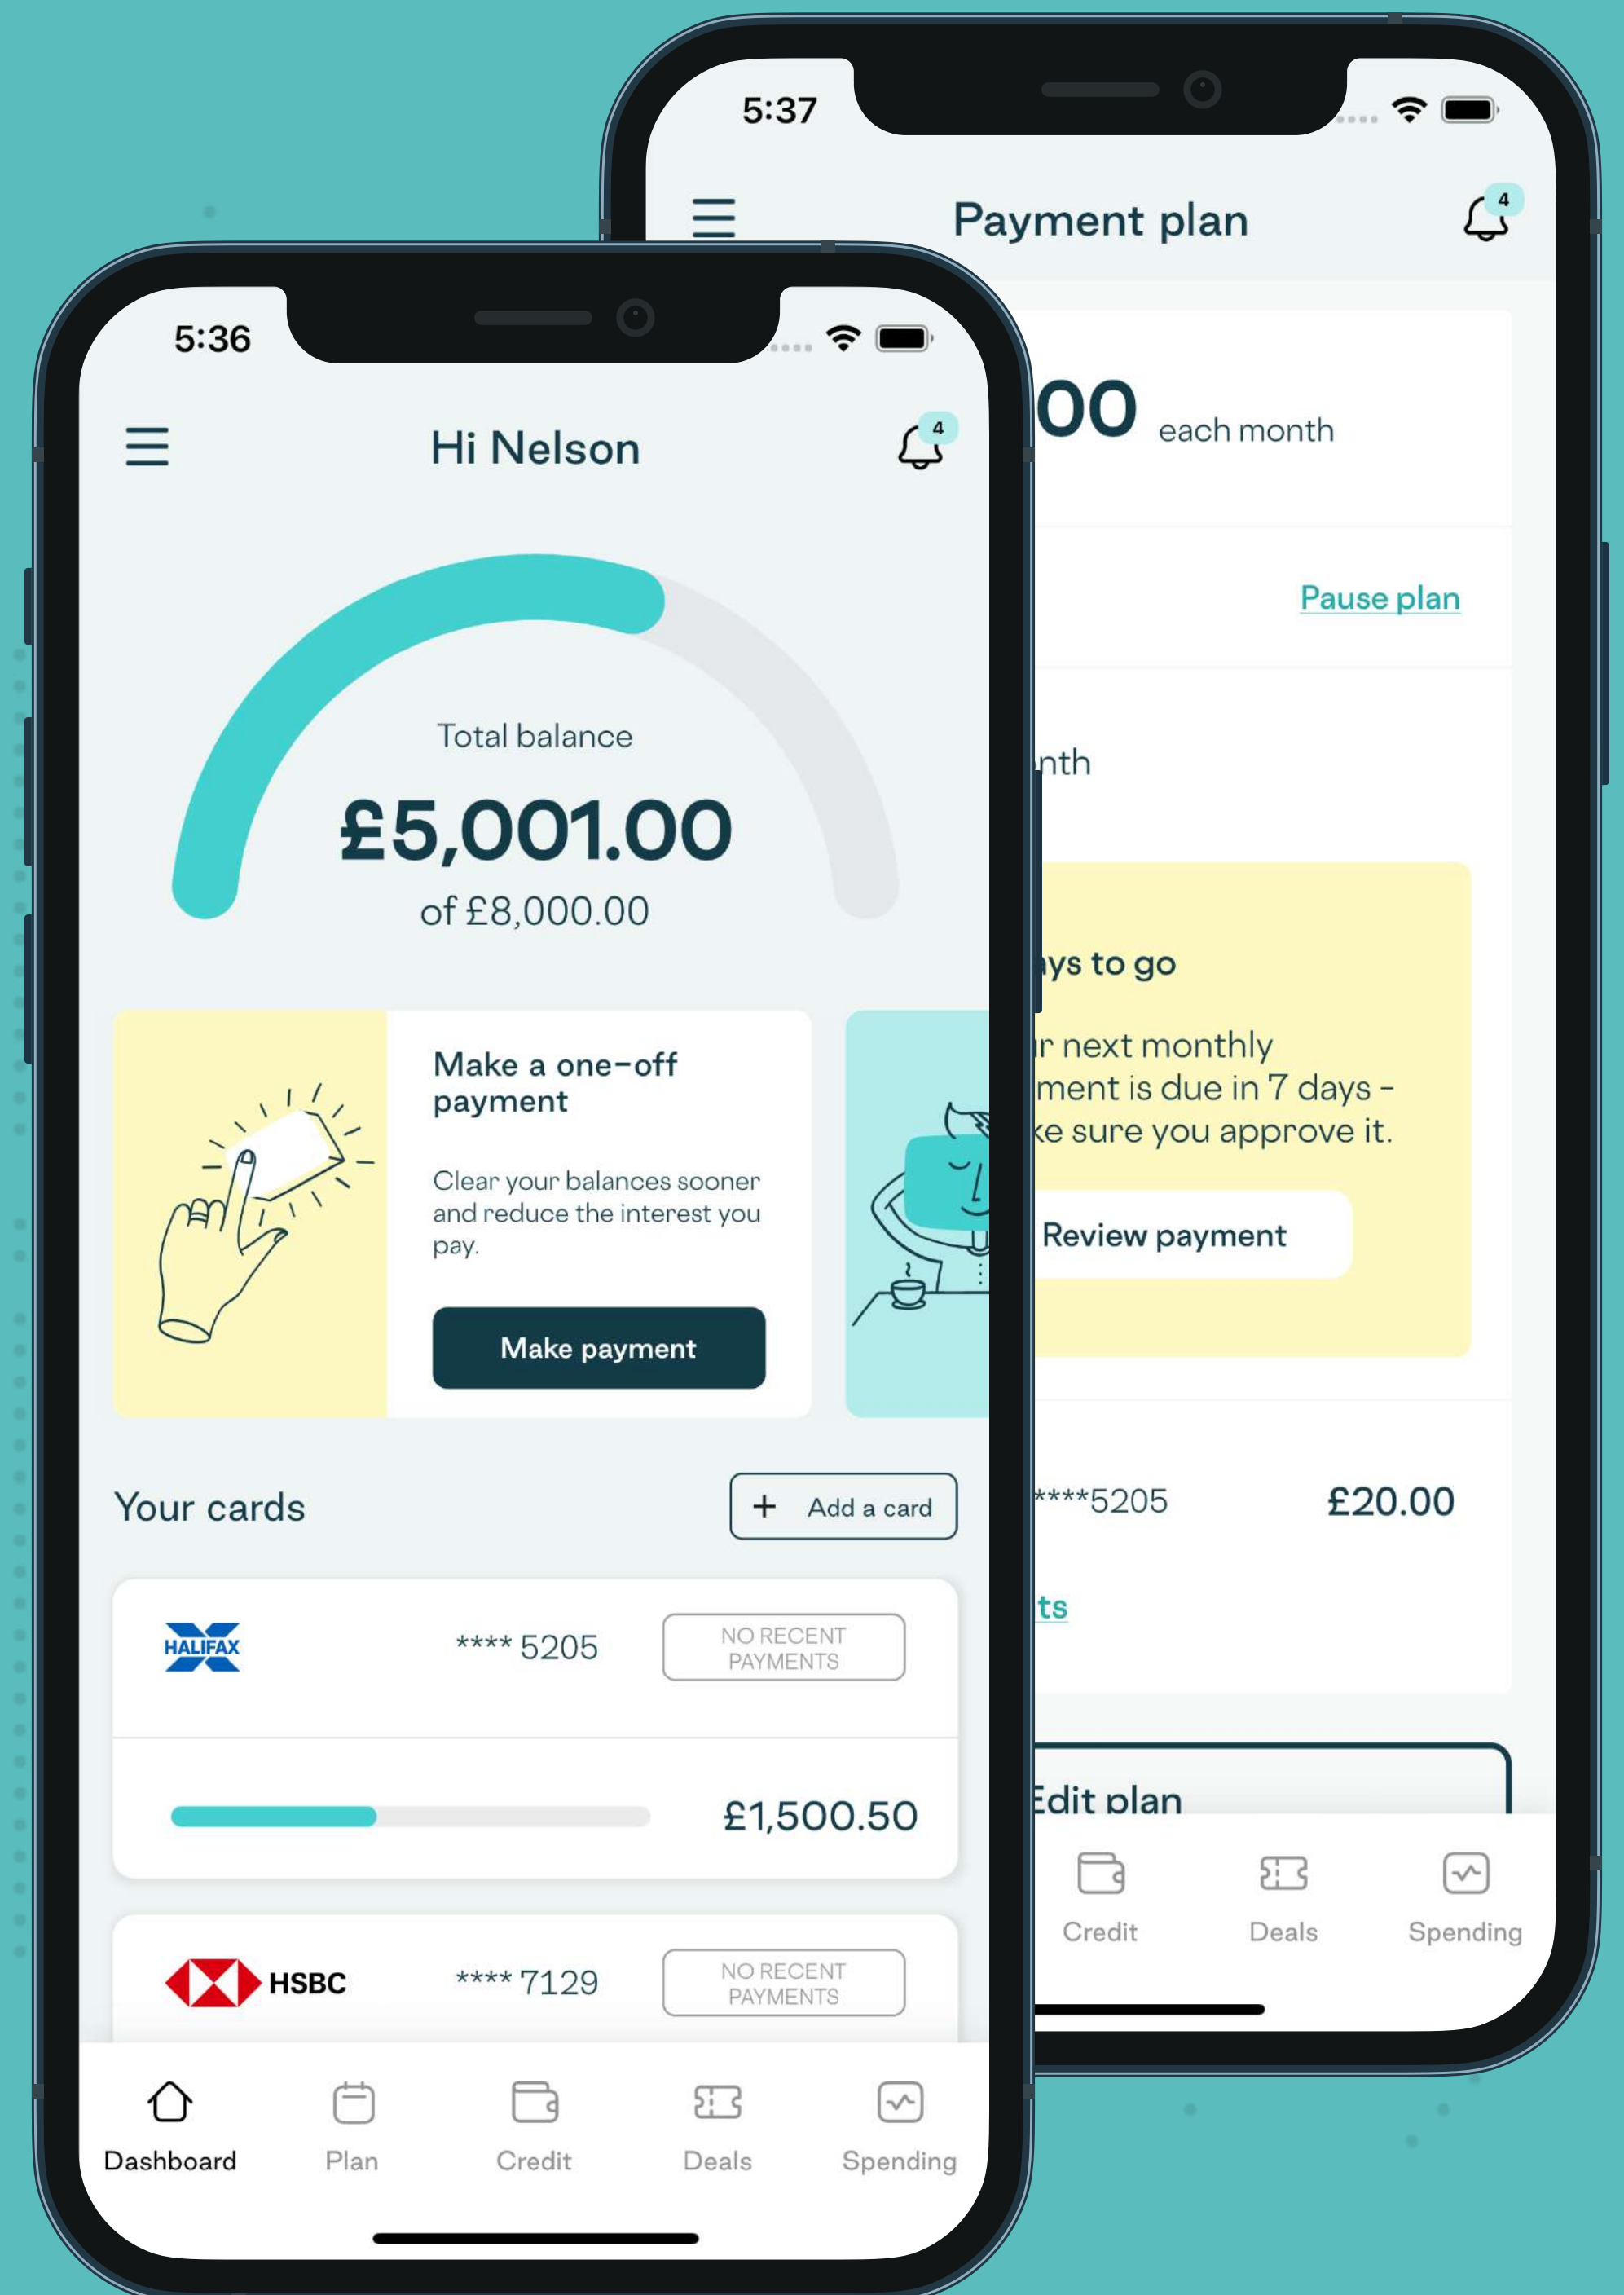 5:37
Payment plan
4
00 each month
Pause plan
nth
ys to go
r next monthly
ment is due in 7 days –
ke sure you approve it.
Review payment
****5205 £20.00
ts
Edit plan
Credit Deals Spending
5:36
Hi Nelson
4
Total balance
£5,001.00
of £8,000.00
Make a one-off
payment
Clear your balances sooner
and reduce the interest you
pay.
Make payment
Your cards
+ Add a card
HALIFAX
**** 5205
NO RECENT
PAYMENTS
£1,500.50
HSBC
**** 7129
NO RECENT
PAYMENTS
Dashboard Plan Credit Deals Spending